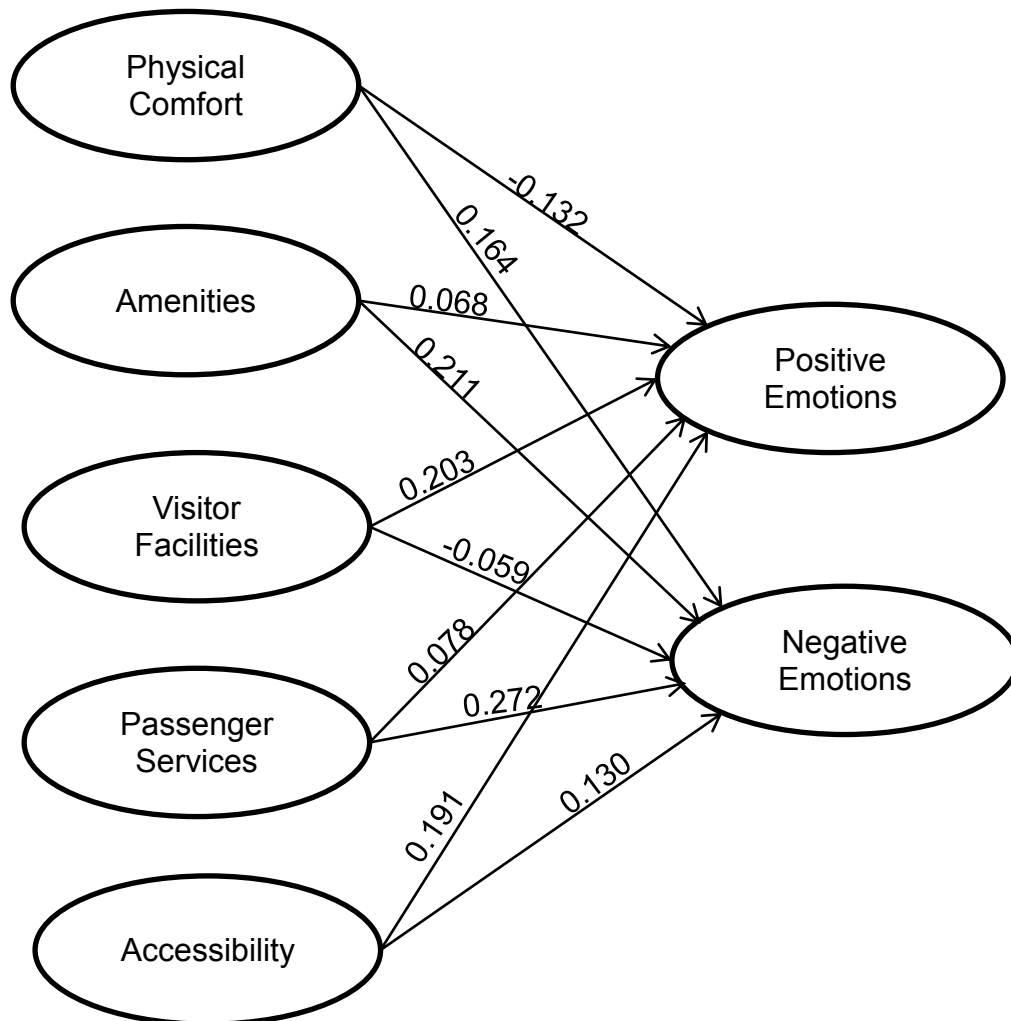 Physical
Comfort
-0.132
0.164
Amenities
0.068
0.211
Positive
Emotions
Visitor
Facilities
0.203
-0.059
Negative
Emotions
Passenger
Services
0.078
0.272
Accessibility
0.191
0.130